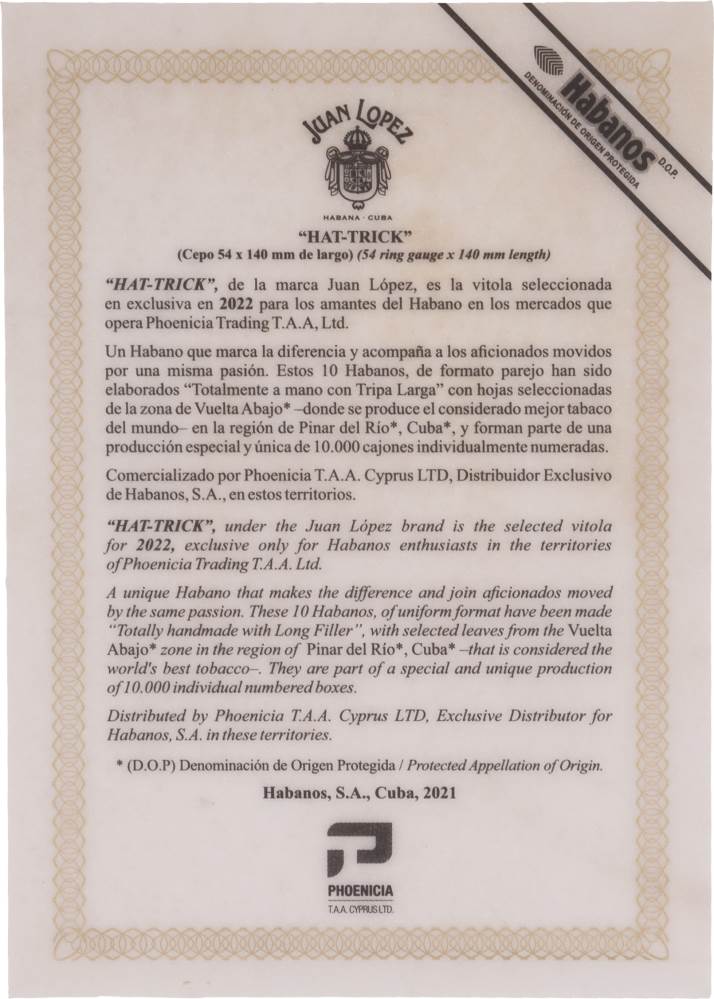 Habanos D.O.P.
DENOMINACIÓN DE ORIGEN PROTEGIDA
JUAN LOPEZ
HABANA · CUBA
“HAT-TRICK”
(Cepo 54 x 140 mm de largo) (54 ring gauge x 140 mm length)
“HAT-TRICK”, de la marca Juan López, es la vitola seleccionada
en exclusiva en 2022 para los amantes del Habano en los mercados que
opera Phoenicia Trading T.A.A, Ltd.
Un Habano que marca la diferencia y acompaña a los aficionados movidos
por una misma pasión. Estos 10 Habanos, de formato parejo han sido
elaborados “Totalmente a mano con Tripa Larga” con hojas seleccionadas
de la zona de Vuelta Abajo* –donde se produce el considerado mejor tabaco
del mundo– en la región de Pinar del Río*, Cuba*, y forman parte de una
producción especial y única de 10.000 cajones individualmente numeradas.
Comercializado por Phoenicia T.A.A. Cyprus LTD, Distribuidor Exclusivo
de Habanos, S.A., en estos territorios.
“HAT-TRICK”, under the Juan López brand is the selected vitola
for 2022, exclusive only for Habanos enthusiasts in the territories
of Phoenicia Trading T.A.A. Ltd.
A unique Habano that makes the difference and join aficionados moved
by the same passion. These 10 Habanos, of uniform format have been made
“Totally handmade with Long Filler”, with selected leaves from the Vuelta
Abajo* zone in the region of Pinar del Río*, Cuba* –that is considered the
world's best tobacco–. They are part of a special and unique production
of 10.000 individual numbered boxes.
Distributed by Phoenicia T.A.A. Cyprus LTD, Exclusive Distributor for
Habanos, S.A. in these territories.
* (D.O.P) Denominación de Origen Protegida / Protected Appellation of Origin.
Habanos, S.A., Cuba, 2021
PHOENICIA
T.A.A. CYPRUS LTD.